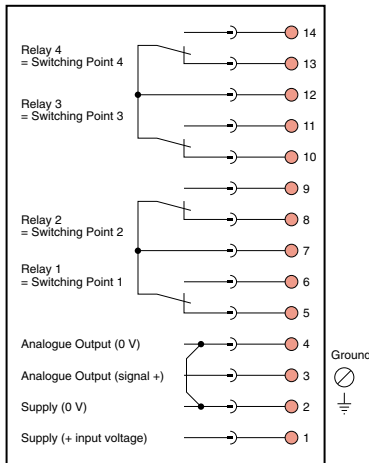 14
Relay 4
= Switching Point 4
13
12
Relay 3
= Switching Point 3
11
10
9
Relay 2
= Switching Point 2
8
7
Relay 1
= Switching Point 1
6
5
Analogue Output (0 V)
4
Ground
Analogue Output (signal +)
3
Supply (0 V)
2
Supply (+ input voltage)
1